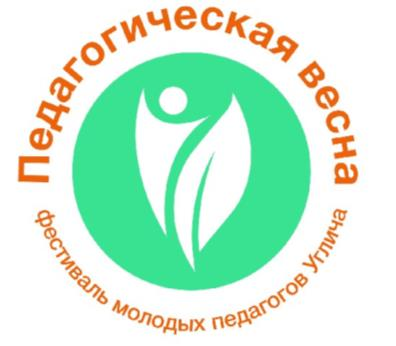 Педагогическая весна
фестиваль молодых педагогов Углича